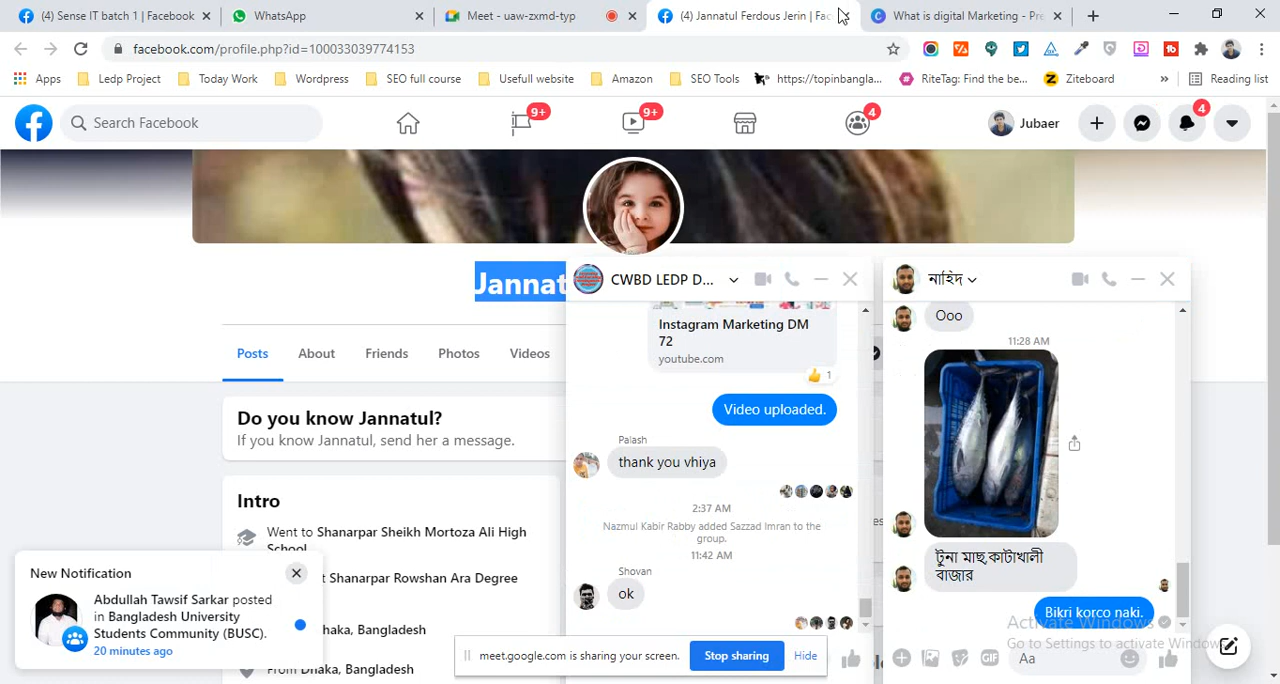 (4) Sense IT batch 1 | Facebook
WhatsApp
Meet - uaw-zxmd-typ
(4) Jannatul Ferdous Jerin | Fac
What is digital Marketing - Pre
facebook.com/profile.php?id=100033039774153
Apps
Ledp Project
Today Work
Wordpress
SEO full course
Usefull website
Amazon
SEO Tools
https://topinbangla...
RiteTag: Find the be...
Ziteboard
»
Reading list
Search Facebook
9+
9+
4
Jubaer
4
Jannat
Posts
About
Friends
Photos
Videos
Do you know Jannatul?
If you know Jannatul, send her a message.
Intro
Went to Shanarpar Sheikh Mortoza Ali High
School
t Shanarpar Rowshan Ara Degree
haka, Bangladesh
From Dhaka, Bangladesh
New Notification
Abdullah Tawsif Sarkar posted
in Bangladesh University
Students Community (BUSC).
20 minutes ago
CWBD LEDP D...
Instagram Marketing DM
72
youtube.com
1
Video uploaded.
Palash
thank you vhiya
2:37 AM
Nazmul Kabir Rabby added Sazzad Imran to the
group.
11:42 AM
Shovan
ok
meet.google.com is sharing your screen.
Stop sharing
Hide
নাহিদ
Ooo
11:28 AM
টুনা মাছ,কাটাখালী
বাজার
Bikri korco naki.
Activate Windows
Go to Settings to activate Windows
GIF
Aa